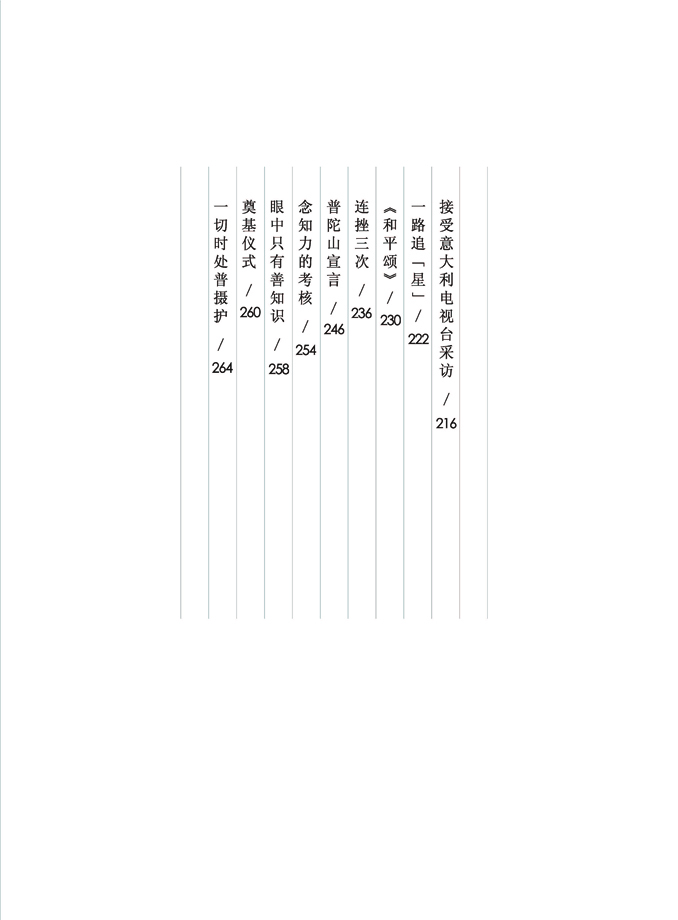 接受意大利电视台采访 / 216
一路追「星」 / 222
《和平颂》 / 230
连挫三次 / 236
普陀山宣言 / 246
念知力的考核 / 254
眼中只有善知识 / 258
奠基仪式 / 260
一切时处普摄护 / 264